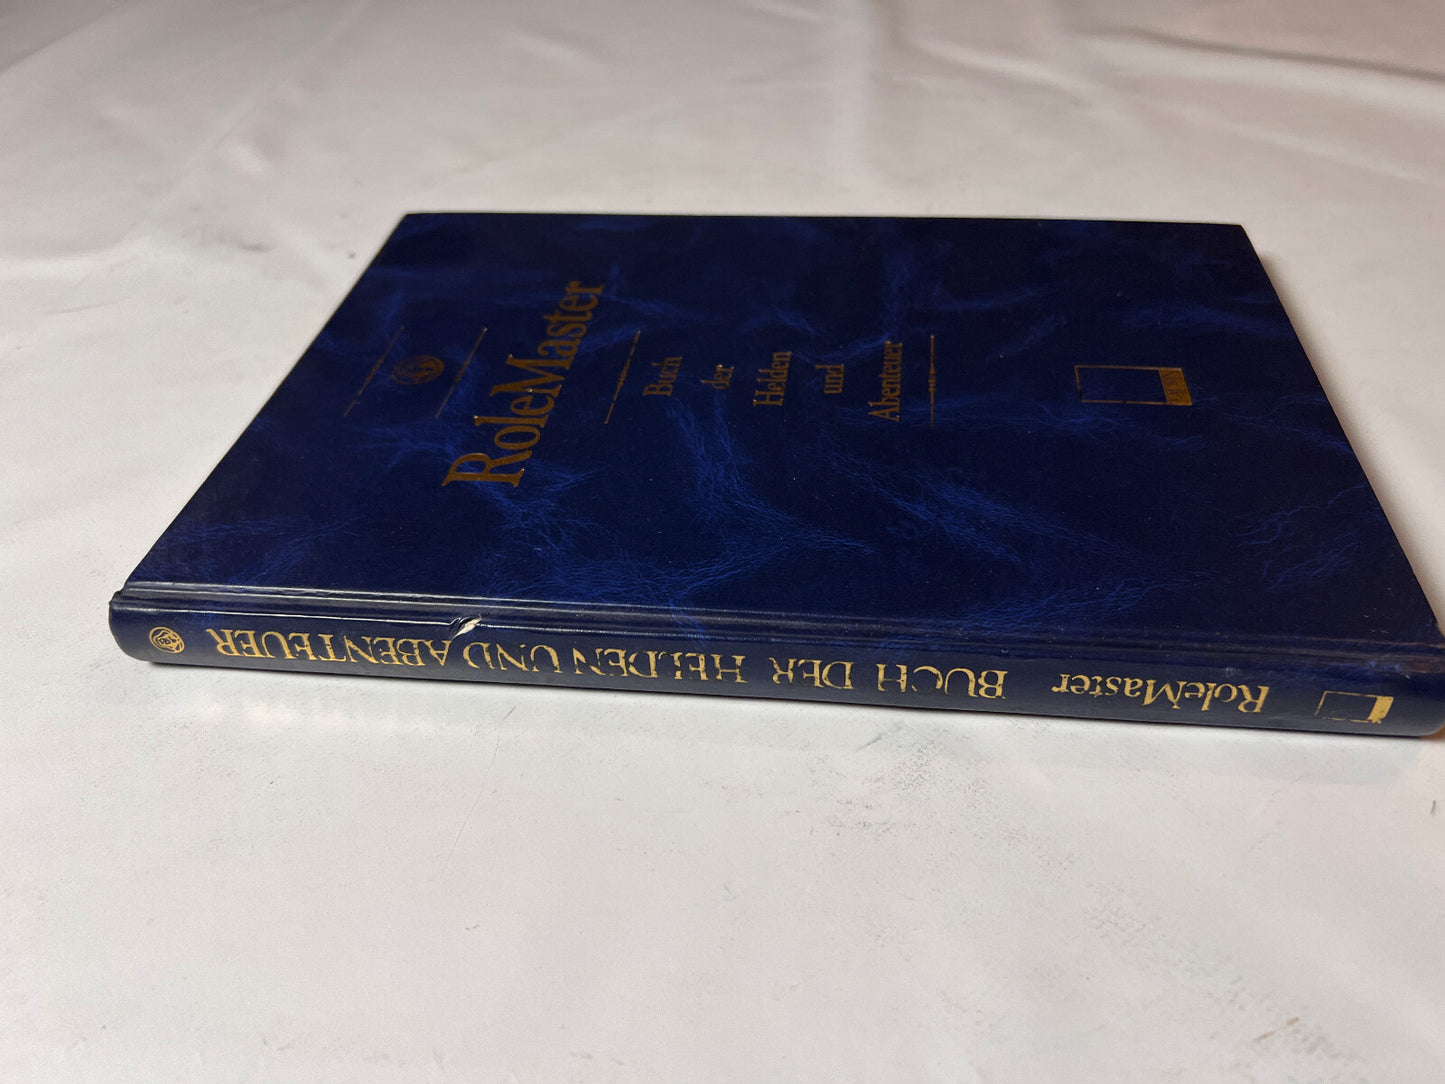 RoleMaster
Buch
der
Helden
und
Abenteuer
RoleMaster BUCH DER HELDEN UND ABENTEUER